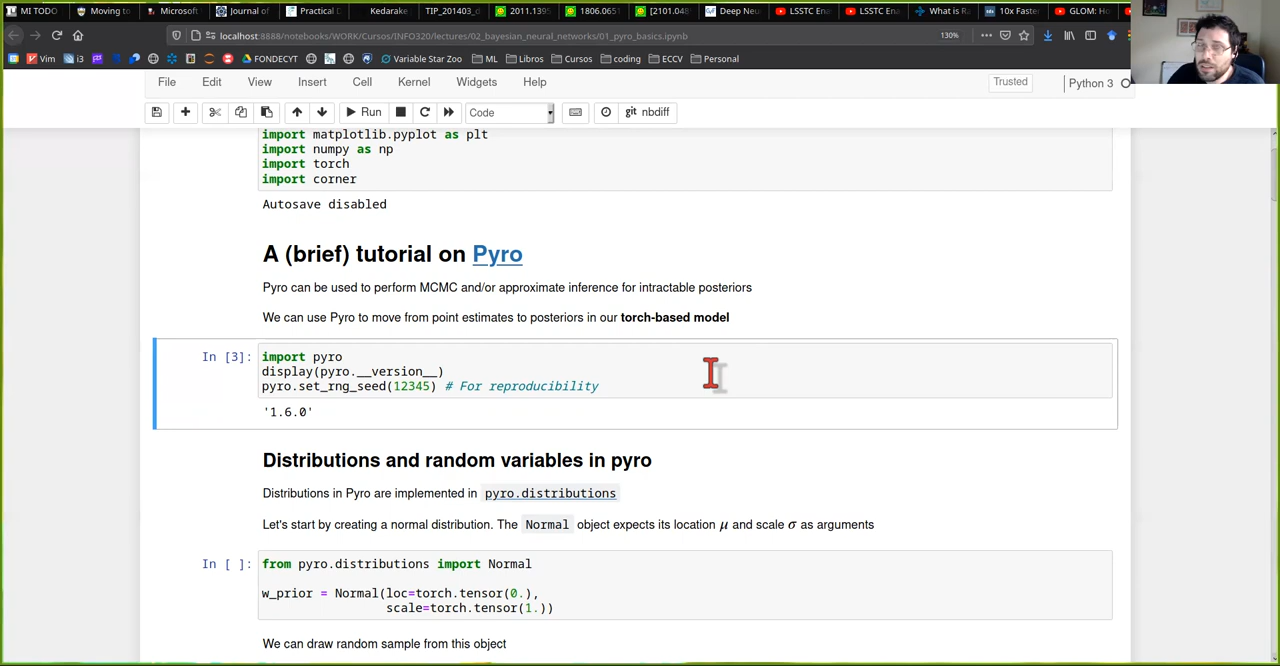 MI TODO
Moving to
Microsoft
Journal of
Practical D
Kedarake
TIP_201403_d
2011.1395
1806.0651
[2101.048
Deep Neu
LSSTC Ena
LSSTC Ena
What is Ra
10x Faster
GLOM: Ho
localhost:8888/notebooks/WORK/Cursos/INFO320/lectures/02_bayesian_neural_networks/01_pyro_basics.ipynb
130%
Vim
i3
FONDECYT
Variable Star Zoo
ML
Libros
Cursos
coding
ECCV
Personal
File Edit View Insert Cell Kernel Widgets Help
Trusted
Python 3
Run
Code
git nbdiff
import matplotlib.pyplot as plt
import numpy as np
import torch
import corner
Autosave disabled
A (brief) tutorial on Pyro
Pyro can be used to perform MCMC and/or approximate inference for intractable posteriors
We can use Pyro to move from point estimates to posteriors in our torch-based model
In [3]:
import pyro
display(pyro.__version__)
pyro.set_rng_seed(12345) # For reproducibility
'1.6.0'
Distributions and random variables in pyro
Distributions in Pyro are implemented in pyro.distributions
Let's start by creating a normal distribution. The Normal object expects its location μ and scale σ as arguments
In [ ]:
from pyro.distributions import Normal
w_prior = Normal(loc=torch.tensor(0.),
scale=torch.tensor(1.))
We can draw random sample from this object